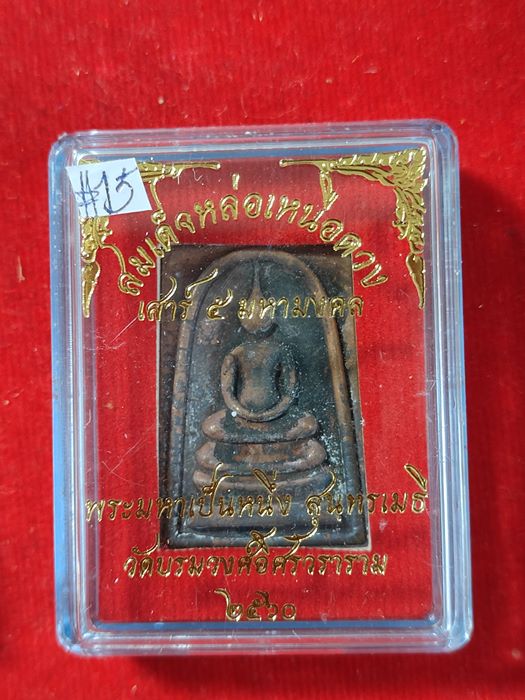 #15
สมเด็จหล่อเหนือดวง
เสาร์ ๕ มหามงคล
พระมหาเป็นหนึ่ง สุนฺทรเมธี
วัดบรมวงศ์อิศรวราราม
๒๕๖๐